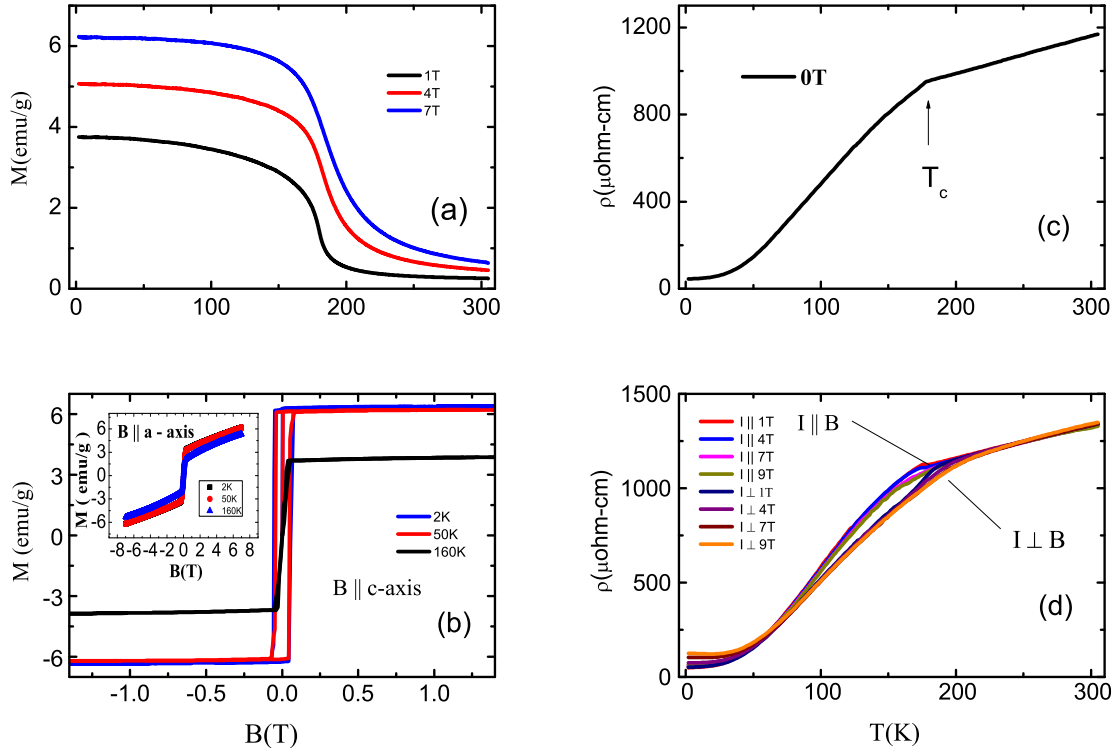 M(emu/g)
6
4
2
0
1T
4T
7T
(a)
0 50 100 150 200 250 300
ρ(μohm-cm)
1200
800
400
0
0T
T_c
(c)
0 100 200 300
M (emu/g)
6
3
0
-3
-6
B || a - axis
M ( emu/g )
6
3
0
-3
-6
2K
50K
160K
-8 -6 -4 -2 0 2 4 6 8
B(T)
2K
50K
160K
B || c-axis
(b)
-1.0 -0.5 0.0 0.5 1.0
B(T)
ρ(μohm-cm)
1500
1000
500
0
I || 1T
I || 4T
I || 7T
I || 9T
I ⊥ 1T
I ⊥ 4T
I ⊥ 7T
I ⊥ 9T
I || B
I ⊥ B
(d)
0 100 200 300
T(K)